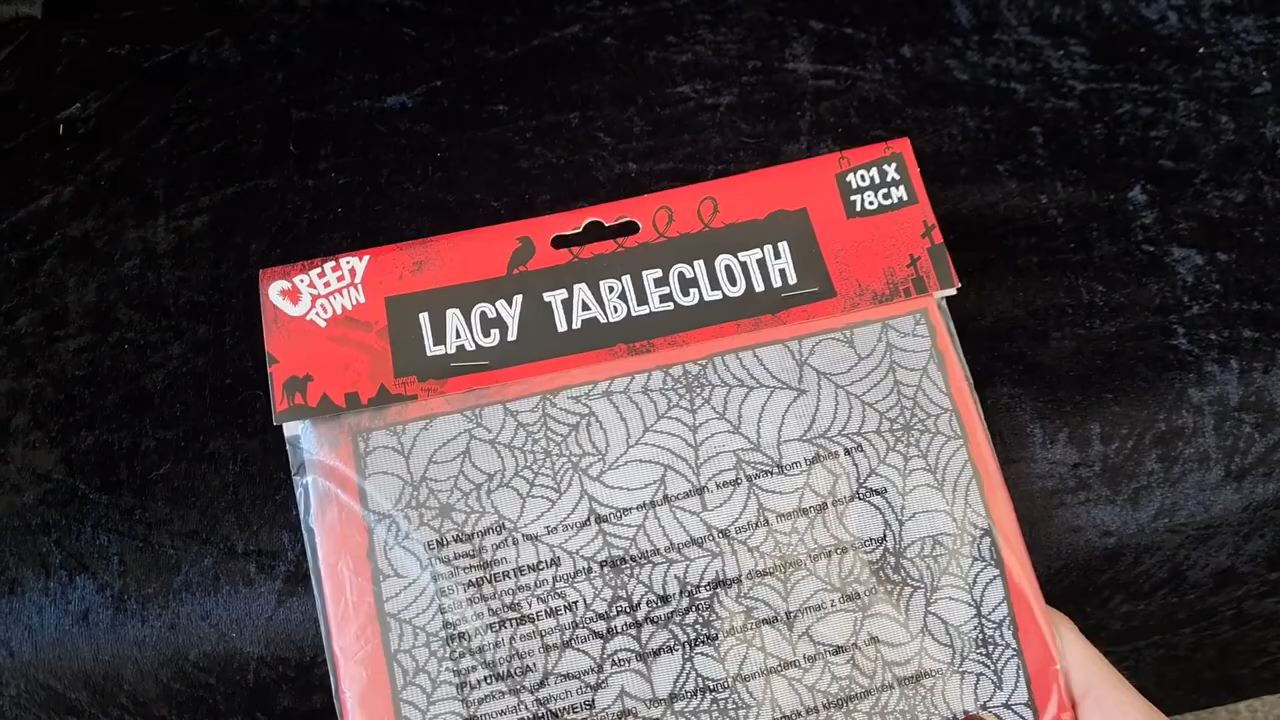 CREEPY
TOWN
LACY TABLECLOTH
101 X
78CM
(EN) Warning!
This bag is not a toy. To avoid danger of suffocation, keep away from babies and
small children.
(ES) ¡ADVERTENCIA!
Esta bolsa no es un juguete. Para evitar el peligro de asfixia, mantenga esta bolsa
lejos de bebés y niños.
(FR) AVERTISSEMENT !
Ce sachet n'est pas un jouet. Pour éviter tout danger d'asphyxie, tenir ce sachet
hors de portée des enfants et des nourrissons.
(PL) UWAGA!
Torebka nie jest zabawką. Aby uniknąć ryzyka uduszenia, trzymać z dala od
niemowląt i małych dzieci
Von Babys und Kleinkindern fernhalten, um
és kisgyermekek közelébe